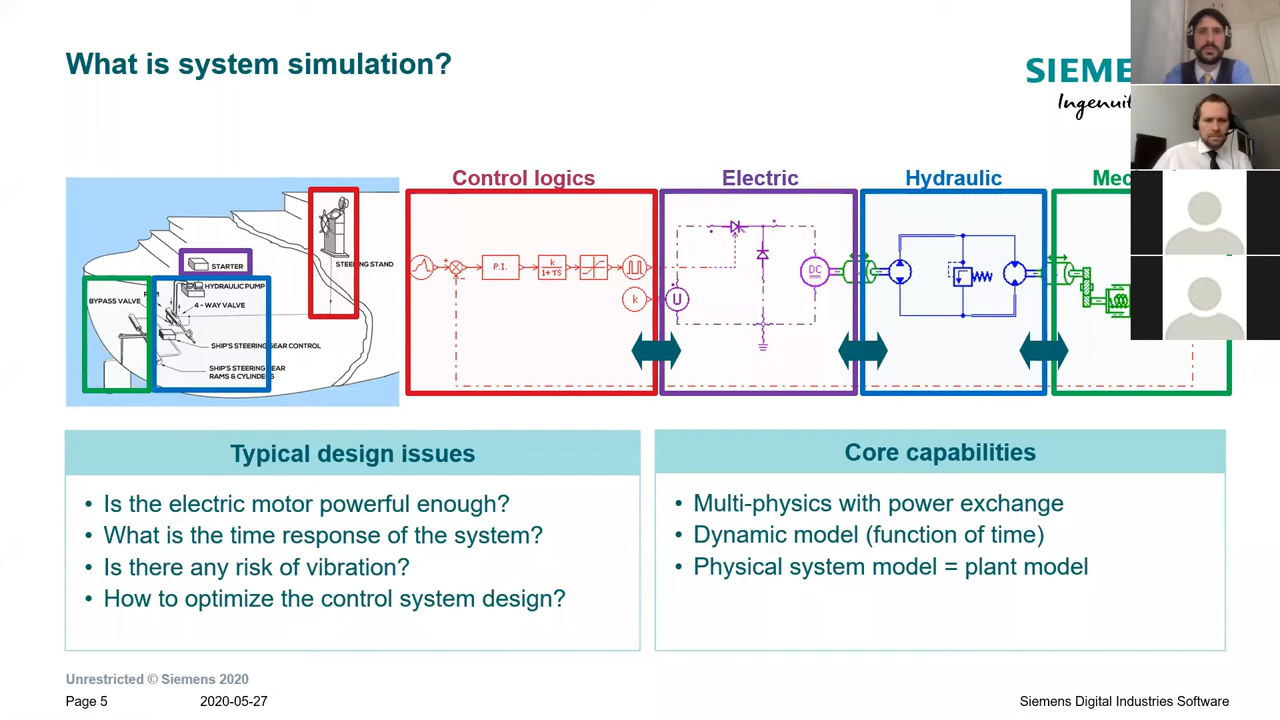 What is system simulation?
SIEME
Ingenuit
Control logics
Electric
Hydraulic
Mec
STARTER
STEERING STAND
HYDRAULIC PUMP
BYPASS VALVE
4 - WAY VALVE
SHIP'S STEERING GEAR CONTROL
SHIP'S STEERING GEAR
RAMS & CYLINDERS
+
-
P.I.
k
1+TS
k
U
DC
Typical design issues
• Is the electric motor powerful enough?
• What is the time response of the system?
• Is there any risk of vibration?
• How to optimize the control system design?
Core capabilities
• Multi-physics with power exchange
• Dynamic model (function of time)
• Physical system model = plant model
Unrestricted © Siemens 2020
Page 5
2020-05-27
Siemens Digital Industries Software